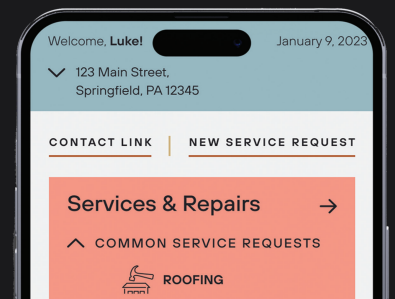 Welcome, Luke!
January 9, 2023
123 Main Street,
Springfield, PA 12345
CONTACT LINK
NEW SERVICE REQUEST
Services & Repairs
COMMON SERVICE REQUESTS
ROOFING